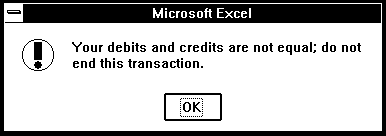 Microsoft Excel
Your debits and credits are not equal; do not
end this transaction.
OK